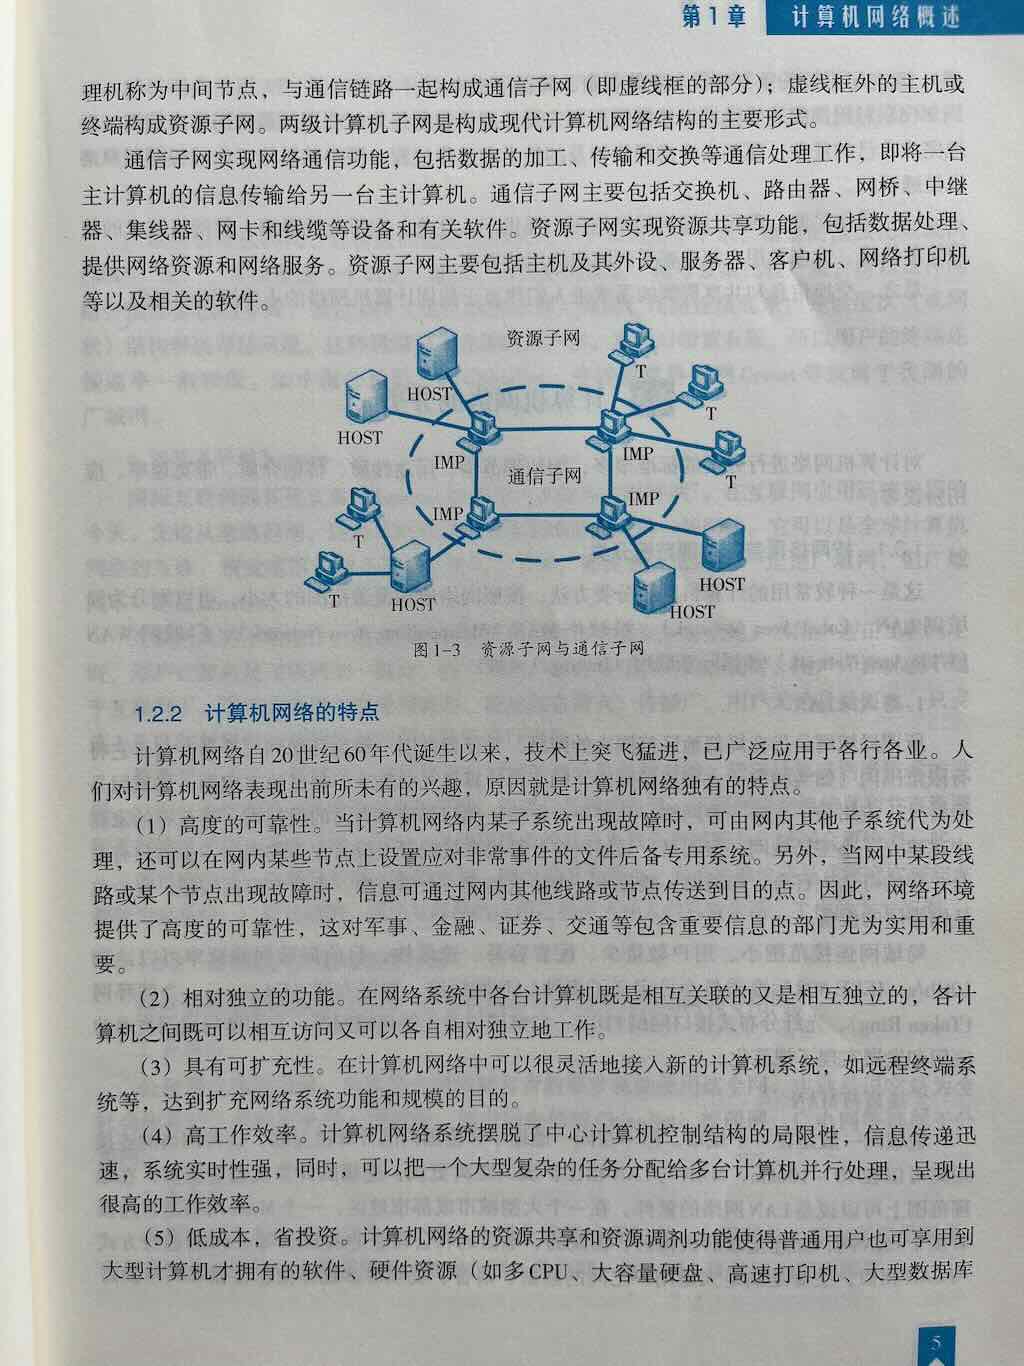 第1章 计算机网络概述
理机称为中间节点，与通信链路一起构成通信子网（即虚线框的部分）；虚线框外的主机或
终端构成资源子网。两级计算机子网是构成现代计算机网络结构的主要形式。
通信子网实现网络通信功能，包括数据的加工、传输和交换等通信处理工作，即将一台
主计算机的信息传输给另一台主计算机。通信子网主要包括交换机、路由器、网桥、中继
器、集线器、网卡和线缆等设备和有关软件。资源子网实现资源共享功能，包括数据处理、
提供网络资源和网络服务。资源子网主要包括主机及其外设、服务器、客户机、网络打印机
等以及相关的软件。
资源子网
T
HOST
T
HOST
IMP
IMP
T
通信子网
IMP
IMP
T
HOST
T
HOST
HOST
图1-3 资源子网与通信子网
1.2.2 计算机网络的特点
计算机网络自20世纪60年代诞生以来，技术上突飞猛进，已广泛应用于各行各业。人
们对计算机网络表现出前所未有的兴趣，原因就是计算机网络独有的特点。
（1）高度的可靠性。当计算机网络内某子系统出现故障时，可由网内其他子系统代为处
理，还可以在网内某些节点上设置应对非常事件的文件后备专用系统。另外，当网中某段线
路或某个节点出现故障时，信息可通过网内其他线路或节点传送到目的点。因此，网络环境
提供了高度的可靠性，这对军事、金融、证券、交通等包含重要信息的部门尤为实用和重
要。
（2）相对独立的功能。在网络系统中各台计算机既是相互关联的又是相互独立的，各计
算机之间既可以相互访问又可以各自相对独立地工作。
（3）具有可扩充性。在计算机网络中可以很灵活地接入新的计算机系统，如远程终端系
统等，达到扩充网络系统功能和规模的目的。
（4）高工作效率。计算机网络系统摆脱了中心计算机控制结构的局限性，信息传递迅
速，系统实时性强，同时，可以把一个大型复杂的任务分配给多台计算机并行处理，呈现出
很高的工作效率。
（5）低成本，省投资。计算机网络的资源共享和资源调剂功能使得普通用户也可享用到
大型计算机才拥有的软件、硬件资源（如多CPU、大容量硬盘、高速打印机、大型数据库
5